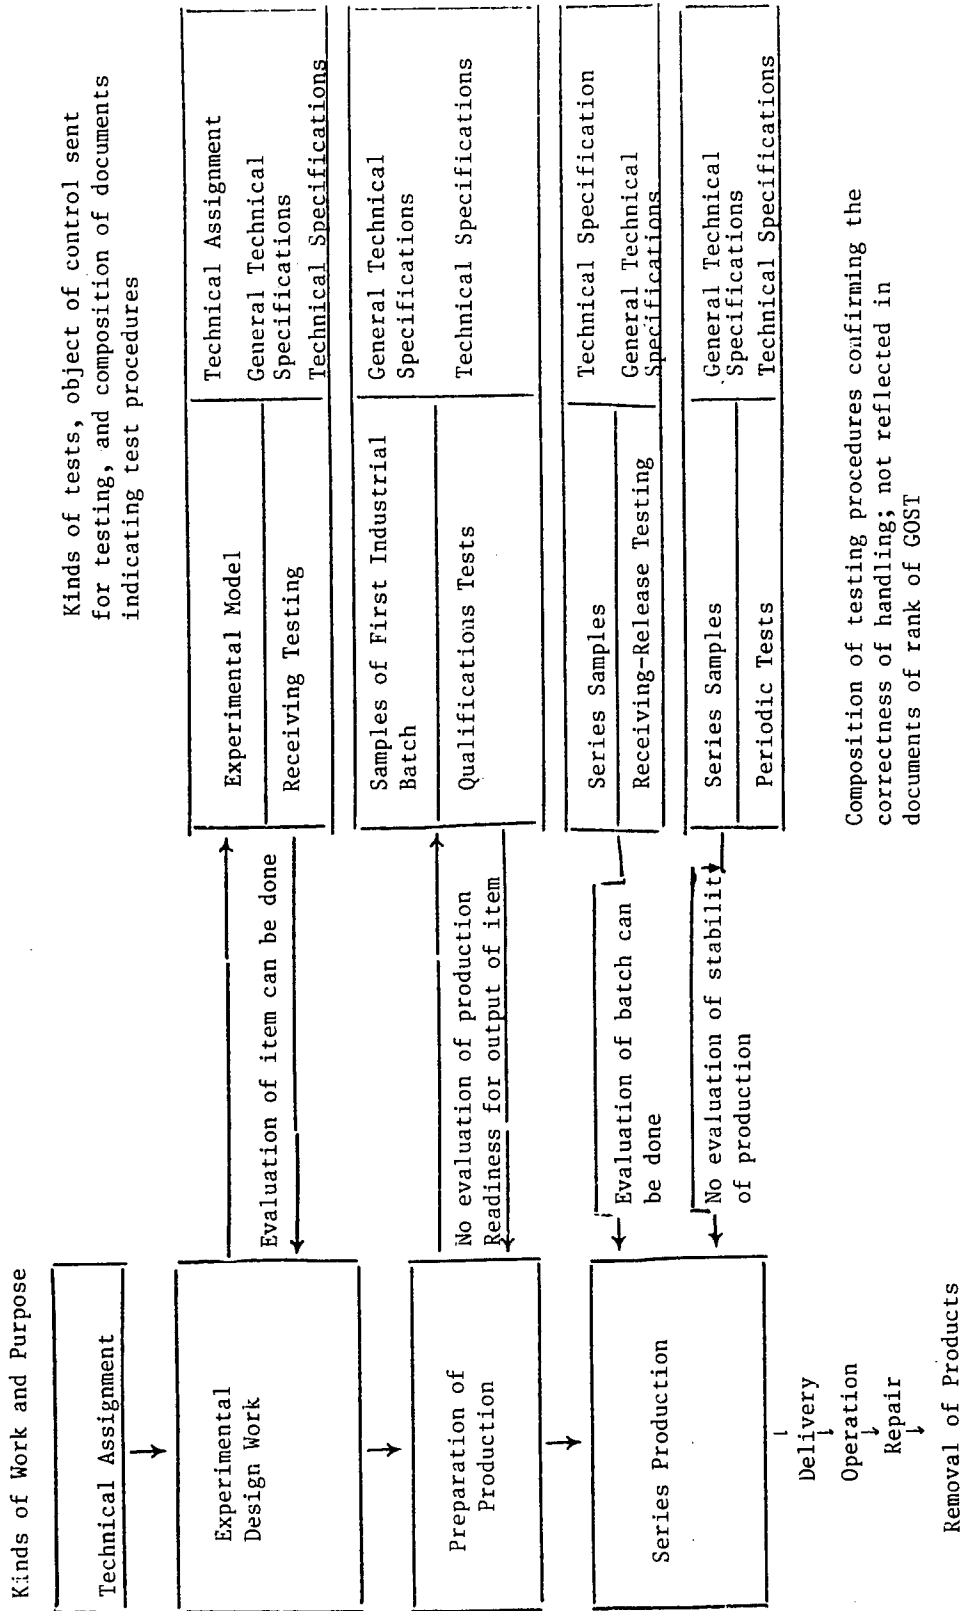 Kinds of Work and Purpose
Technical Assignment
Experimental
Design Work
Preparation of
Production
Series Production
Delivery
Operation
Repair
Removal of Products
Evaluation of item can be done
No evaluation of production
Readiness for output of item
Evaluation of batch can
be done
No evaluation of stability
of production
Kinds of tests, object of control sent
for testing, and composition of documents
indicating test procedures
Experimental Model
Receiving Testing
Technical Assignment
General Technical
Specifications
Technical Specifications
Samples of First Industrial
Batch
Qualifications Tests
General Technical
Specifications
Technical Specifications
Series Samples
Receiving-Release Testing
Technical Specification
General Technical
Specifications
Series Samples
Periodic Tests
General Technical
Specifications
Technical Specifications
Composition of testing procedures confirming the
correctness of handling; not reflected in
documents of rank of GOST